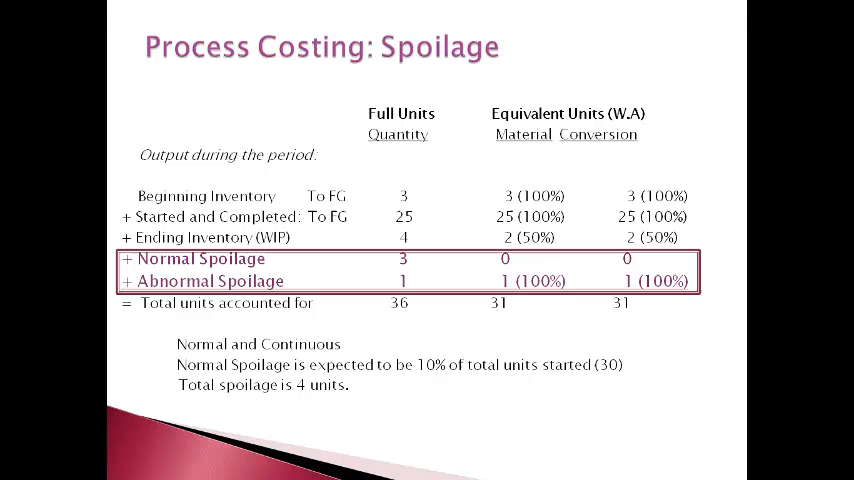 Process Costing: Spoilage
Full Units Equivalent Units (W.A)
Quantity Material Conversion
Output during the period:
Beginning Inventory To FG 3 3 (100%) 3 (100%)
+ Started and Completed: To FG 25 25 (100%) 25 (100%)
+ Ending Inventory (WIP) 4 2 (50%) 2 (50%)
+ Normal Spoilage 3 0 0
+ Abnormal Spoilage 1 1 (100%) 1 (100%)
= Total units accounted for 36 31 31
Normal and Continuous
Normal Spoilage is expected to be 10% of total units started (30)
Total spoilage is 4 units.